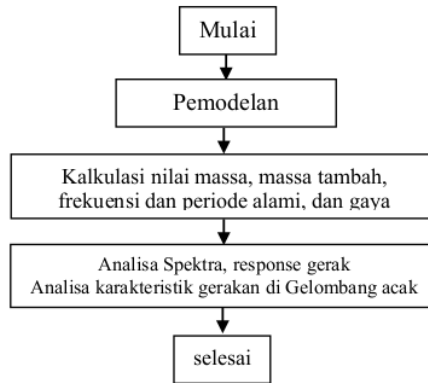 Mulai
Pemodelan
Kalkulasi nilai massa, massa tambah,
frekuensi dan periode alami, dan gaya
Analisa Spektra, response gerak
Analisa karakteristik gerakan di Gelombang acak
selesai